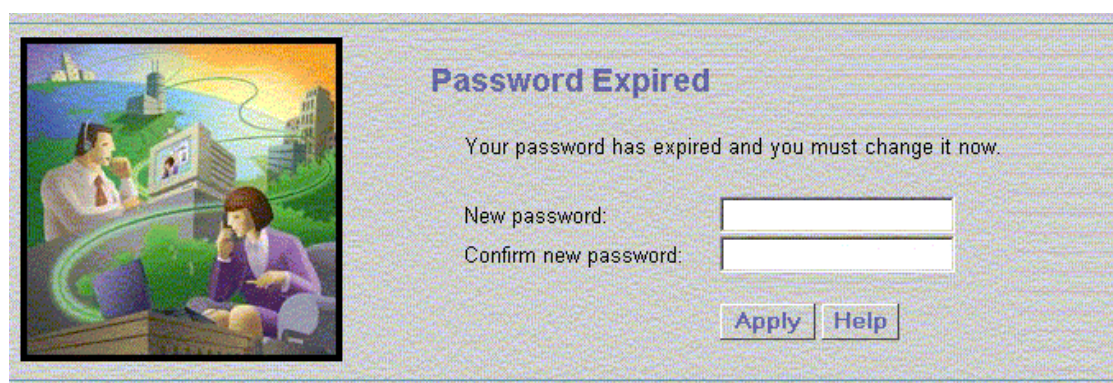 Password Expired
Your password has expired and you must change it now.
New password:
Confirm new password:
Apply Help